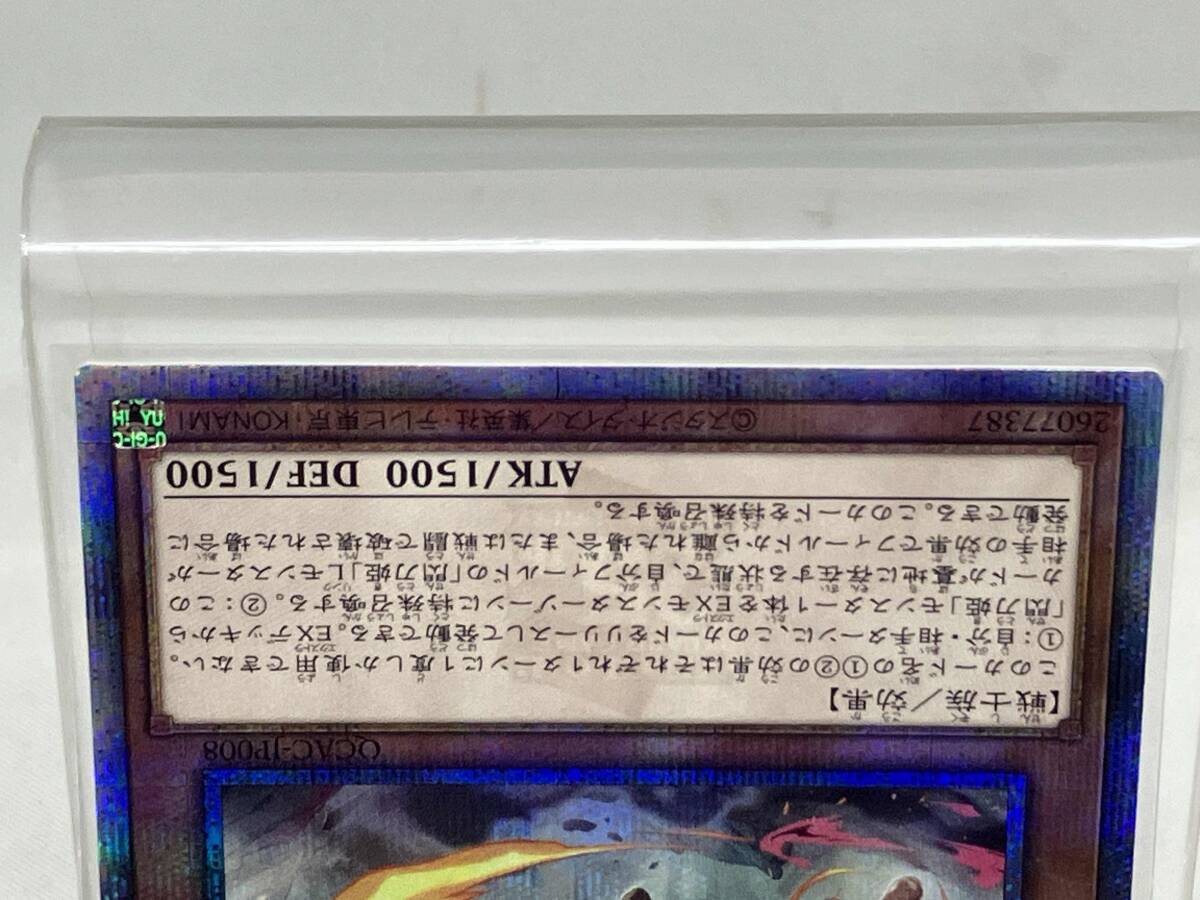 QCAC-JP008
【戦士族／効果】
このカード名の①②の効果はそれぞれ1ターンに1度しか使用できない。
①：自分・相手ターンに、このカードをリリースして発動できる。EXデッキから
「閃刀姫」モンスター1体をEXモンスターゾーンに特殊召喚する。②：この
カードが墓地に存在する状態で、自分フィールドの「閃刀姫」Lモンスターが
相手の効果でフィールドから離れた場合、または戦闘で破壊された場合に
発動できる。このカードを特殊召喚する。
ATK/1500 DEF/1500
26077387
©スタジオ・ダイス／集英社・テレビ東京・KONAMI